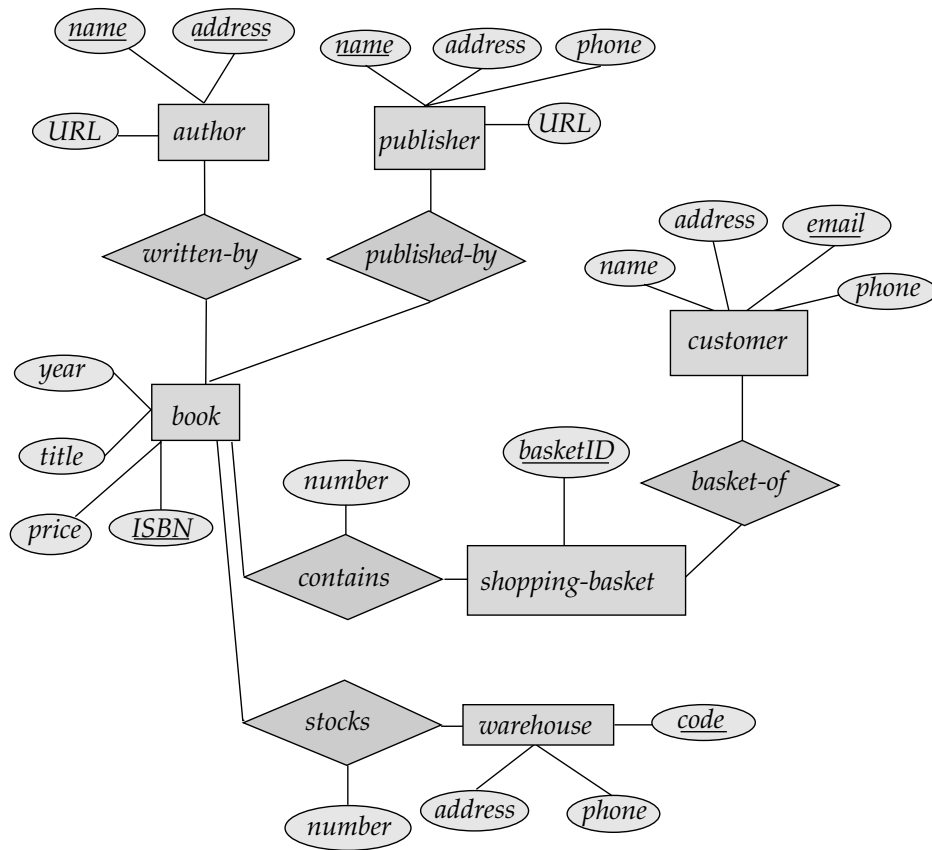 name
address
name
address
phone
URL
author
publisher
URL
written-by
published-by
address
email
name
phone
customer
year
book
title
basketID
number
basket-of
price
ISBN
contains
shopping-basket
stocks
warehouse
code
address
phone
number